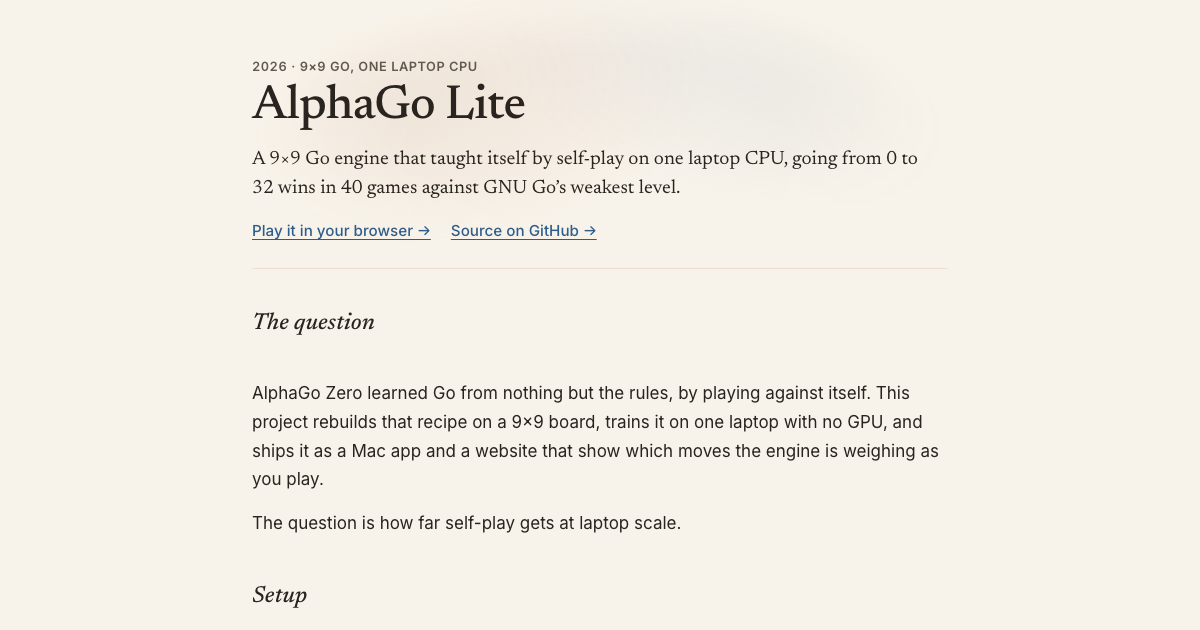 2026 · 9×9 GO, ONE LAPTOP CPU
AlphaGo Lite
A 9×9 Go engine that taught itself by self-play on one laptop CPU, going from 0 to
32 wins in 40 games against GNU Go’s weakest level.
Play it in your browser → Source on GitHub →
The question
AlphaGo Zero learned Go from nothing but the rules, by playing against itself. This
project rebuilds that recipe on a 9×9 board, trains it on one laptop with no GPU, and
ships it as a Mac app and a website that show which moves the engine is weighing as
you play.
The question is how far self-play gets at laptop scale.
Setup